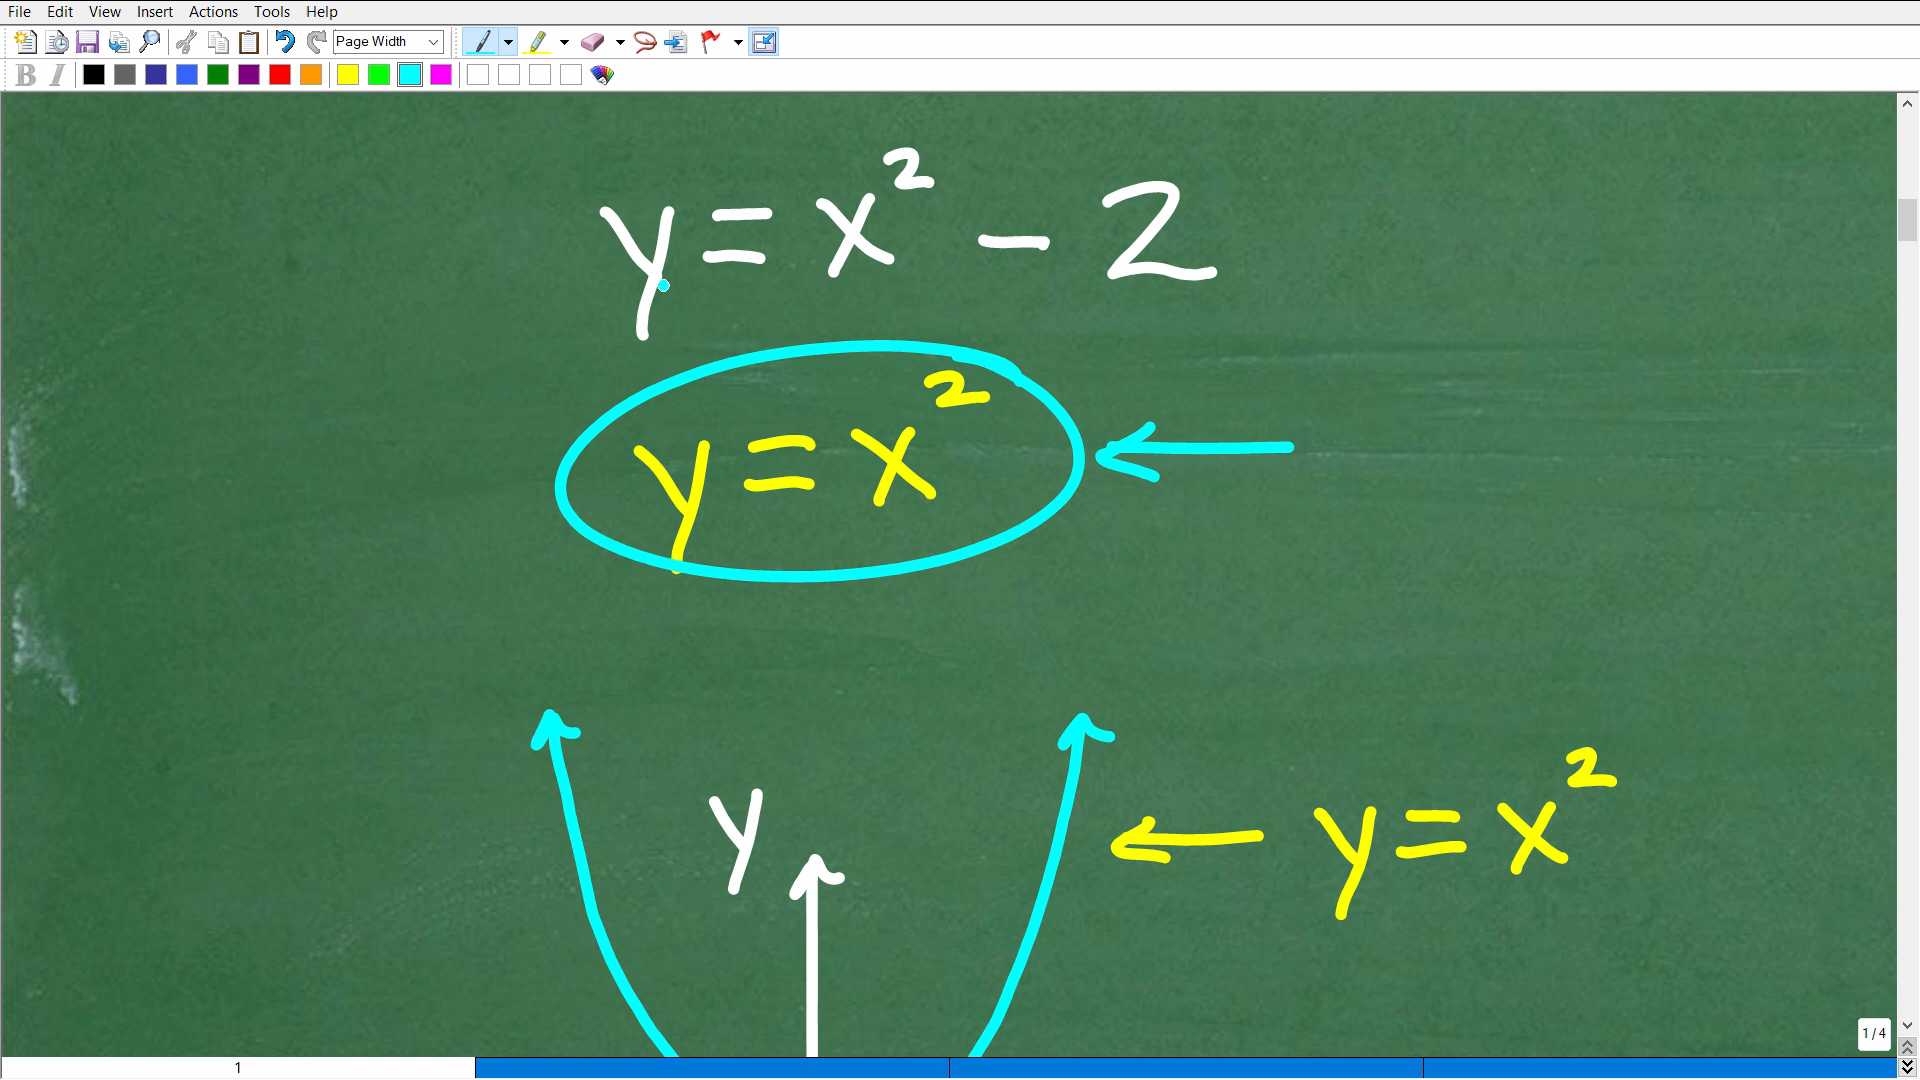 File Edit View Insert Actions Tools Help
Page Width
B I
y = x² - 2
y = x²
y
y = x²
1 / 4
1